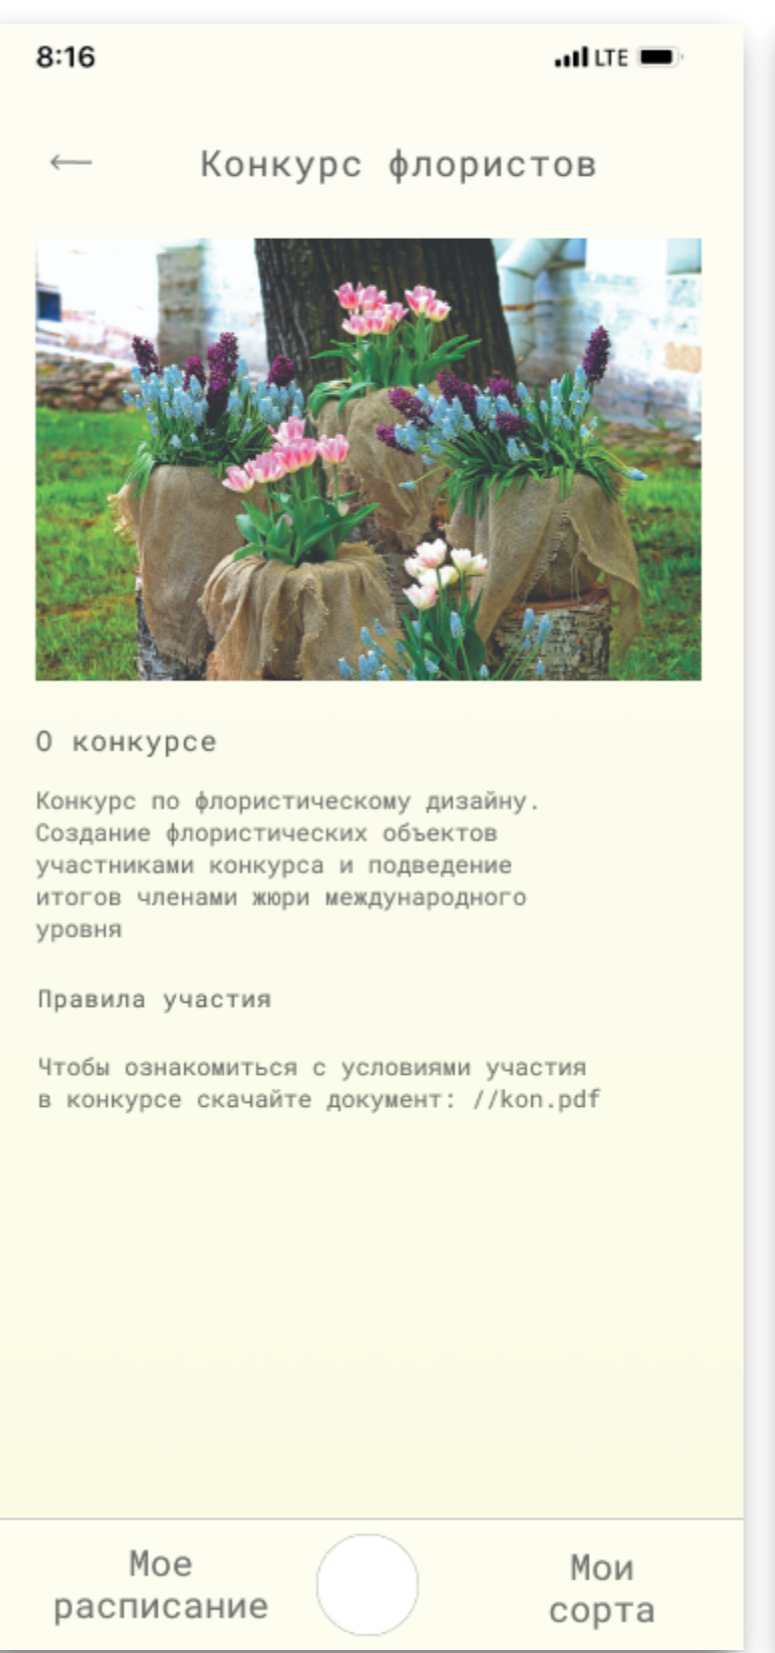 8:16 LTE
Конкурс флористов
О конкурсе
Конкурс по флористическому дизайну.
Создание флористических объектов
участниками конкурса и подведение
итогов членами жюри международного
уровня
Правила участия
Чтобы ознакомиться с условиями участия
в конкурсе скачайте документ: //kon.pdf
Мое
расписание
Мои
сорта